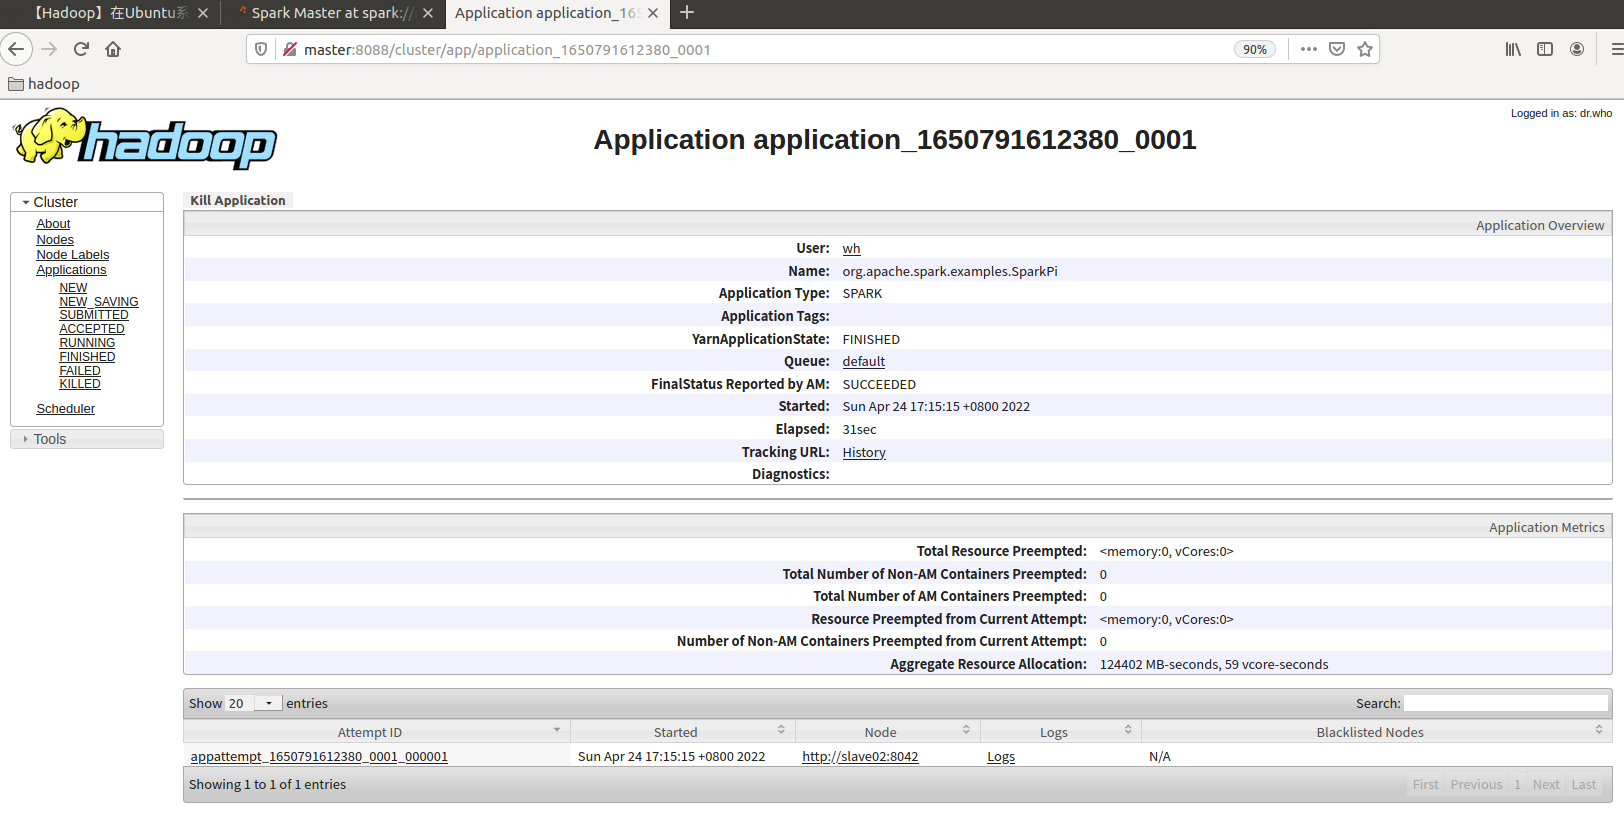 【Hadoop】在Ubuntu系
Spark Master at spark://
Application application_165
master:8088/cluster/app/application_1650791612380_0001
90%
hadoop
hadoop
Logged in as: dr.who
Application application_1650791612380_0001
Cluster
About
Nodes
Node Labels
Applications
NEW
NEW_SAVING
SUBMITTED
ACCEPTED
RUNNING
FINISHED
FAILED
KILLED
Scheduler
Tools
Kill Application
Application Overview
User: wh
Name: org.apache.spark.examples.SparkPi
Application Type: SPARK
Application Tags:
YarnApplicationState: FINISHED
Queue: default
FinalStatus Reported by AM: SUCCEEDED
Started: Sun Apr 24 17:15:15 +0800 2022
Elapsed: 31sec
Tracking URL: History
Diagnostics:
Application Metrics
Total Resource Preempted: <memory:0, vCores:0>
Total Number of Non-AM Containers Preempted: 0
Total Number of AM Containers Preempted: 0
Resource Preempted from Current Attempt: <memory:0, vCores:0>
Number of Non-AM Containers Preempted from Current Attempt: 0
Aggregate Resource Allocation: 124402 MB-seconds, 59 vcore-seconds
Show 20 entries Search:
Attempt ID Started Node Logs Blacklisted Nodes
appattempt_1650791612380_0001_000001 Sun Apr 24 17:15:15 +0800 2022 http://slave02:8042 Logs N/A
Showing 1 to 1 of 1 entries First Previous 1 Next Last